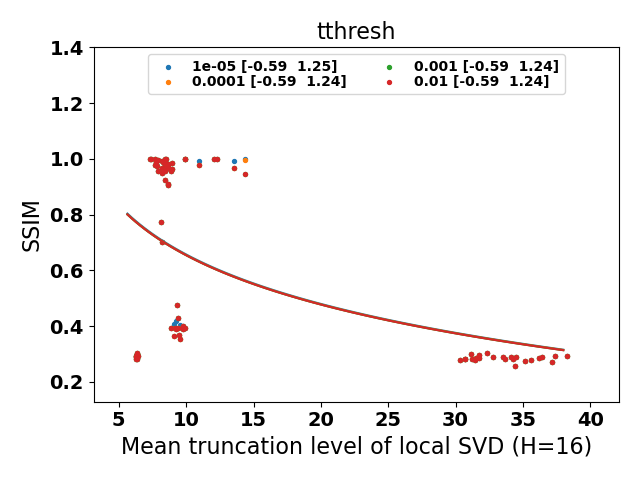 tthresh
1e-05 [-0.59  1.25]
0.0001 [-0.59  1.24]
0.001 [-0.59  1.24]
0.01 [-0.59  1.24]
SSIM
1.4
1.2
1.0
0.8
0.6
0.4
0.2
5 10 15 20 25 30 35 40
Mean truncation level of local SVD (H=16)